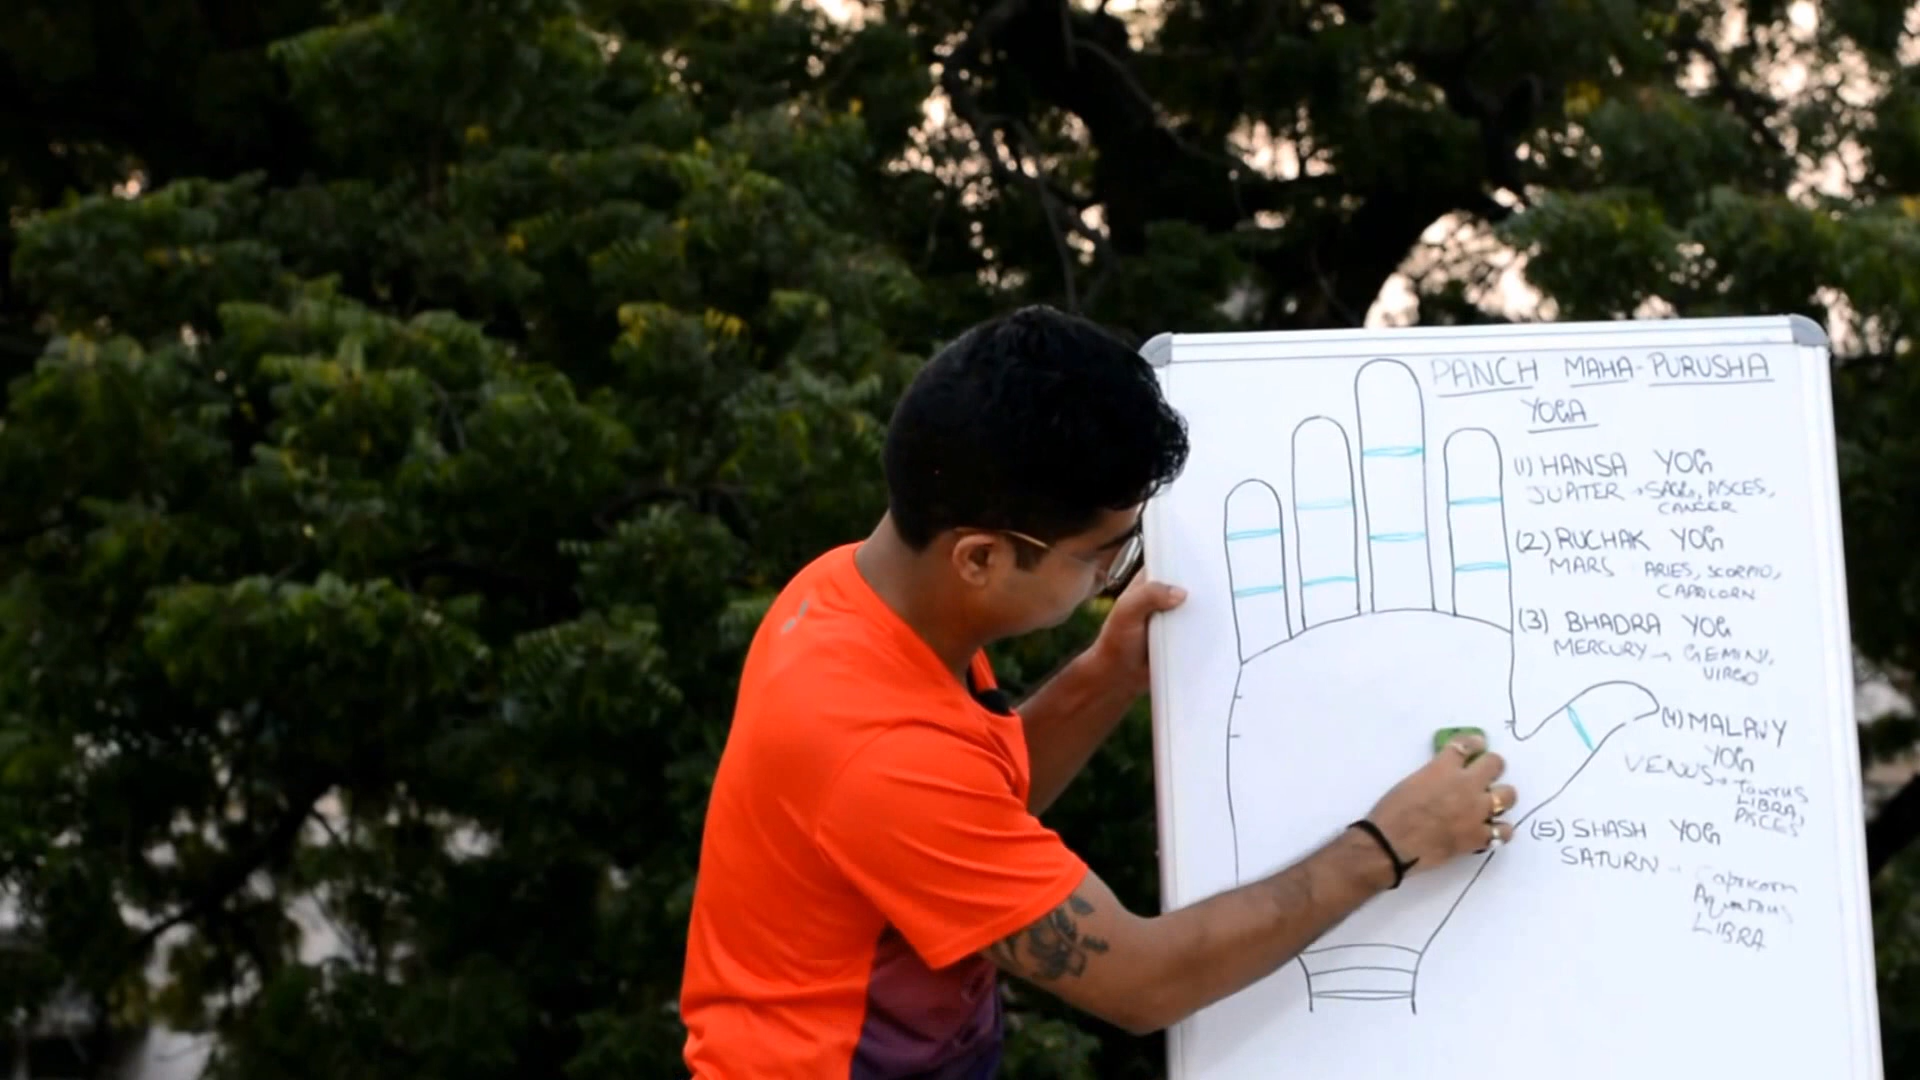 PANCH MAHA-PURUSHA
YOGA
(1) HANSA YOG
JUPITER → SAGG, PISCES,
CANCER
(2) RUCHAK YOG
MARS ARIES, SCORPIO,
CAPRICORN
(3) BHADRA YOG
MERCURY → GEMINI,
VIRGO
(4) MALAVY
YOG
VENUS → Taurus
LIBRA,
PISCES
(5) SHASH YOG
SATURN - Capricorn
Aquarius
LIBRA